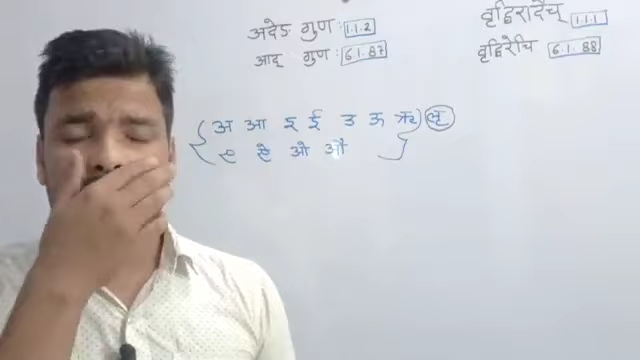 अदेङ् गुणः 1.1.2
आद् गुणः 6.1.87
वृद्धिरादैच् 1.1.1
वृद्धिरेचि 6.1.88
अ आ इ ई उ ऊ ऋ लृ
ए ऐ ओ औ